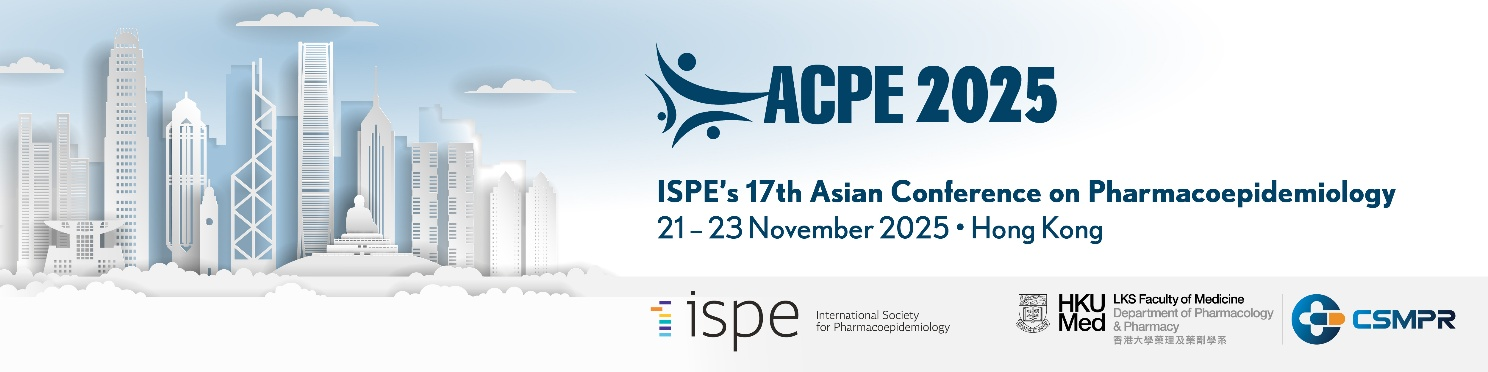 ACPE 2025
ISPE's 17th Asian Conference on Pharmacoepidemiology
21 – 23 November 2025 • Hong Kong
ispe
International Society
for Pharmacoepidemiology
HKU
Med
LKS Faculty of Medicine
Department of Pharmacology
& Pharmacy
香港大學藥理及藥劑學系
CSMPR